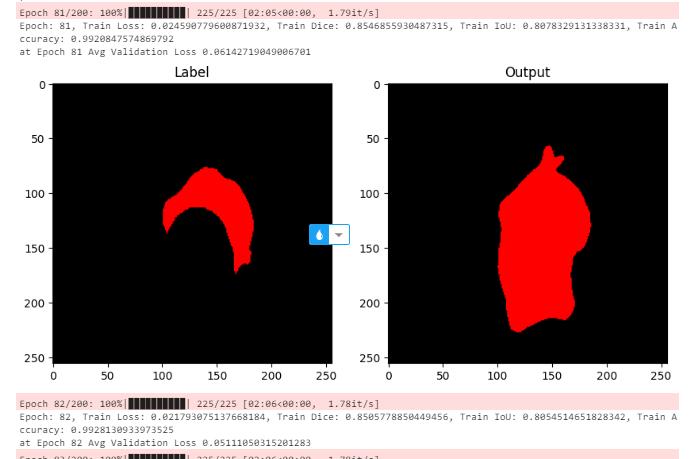 Epoch 81/200: 100%|██████████| 225/225 [02:05<00:00,  1.79it/s]
Epoch: 81, Train Loss: 0.024590779600871932, Train Dice: 0.8546855930487315, Train IoU: 0.8078329131138331, Train A
ccuracy: 0.9920847574869792
at Epoch 81 Avg Validation Loss 0.06142719049006701
Label
Output
0
50
100
150
200
250
0 50 100 150 200 250
0
50
100
150
200
250
0 50 100 150 200 250
Epoch 82/200: 100%|██████████| 225/225 [02:06<00:00,  1.78it/s]
Epoch: 82, Train Loss: 0.021793075137668184, Train Dice: 0.8505778850449456, Train IoU: 0.8054514651828342, Train A
ccuracy: 0.9928130933973525
at Epoch 82 Avg Validation Loss 0.05111050315201283